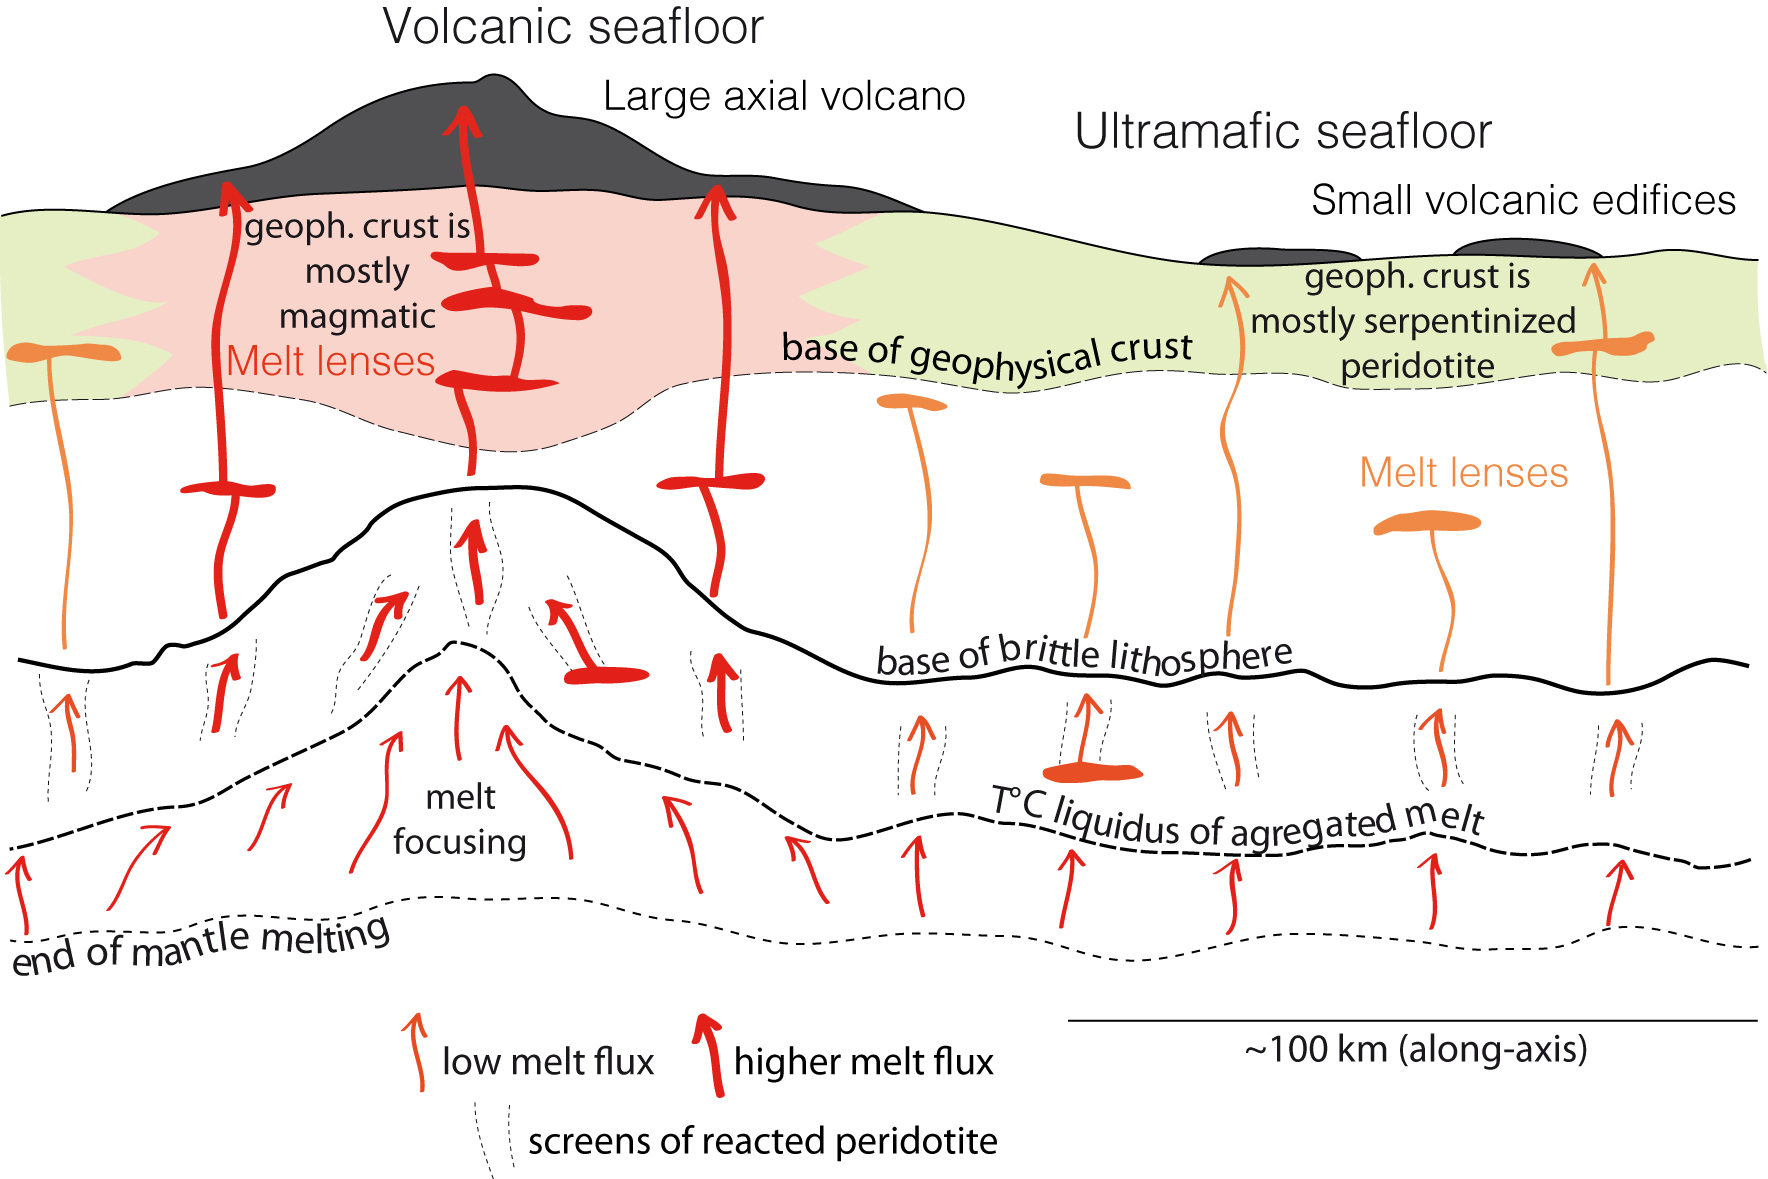 Volcanic seafloor
Large axial volcano
Ultramafic seafloor
Small volcanic edifices
geoph. crust is
mostly
magmatic
Melt lenses
geoph. crust is
mostly serpentinized
peridotite
base of geophysical crust
Melt lenses
base of brittle lithosphere
melt
focusing
T°C liquidus of agregated melt
end of mantle melting
low melt flux
higher melt flux
~100 km (along-axis)
screens of reacted peridotite